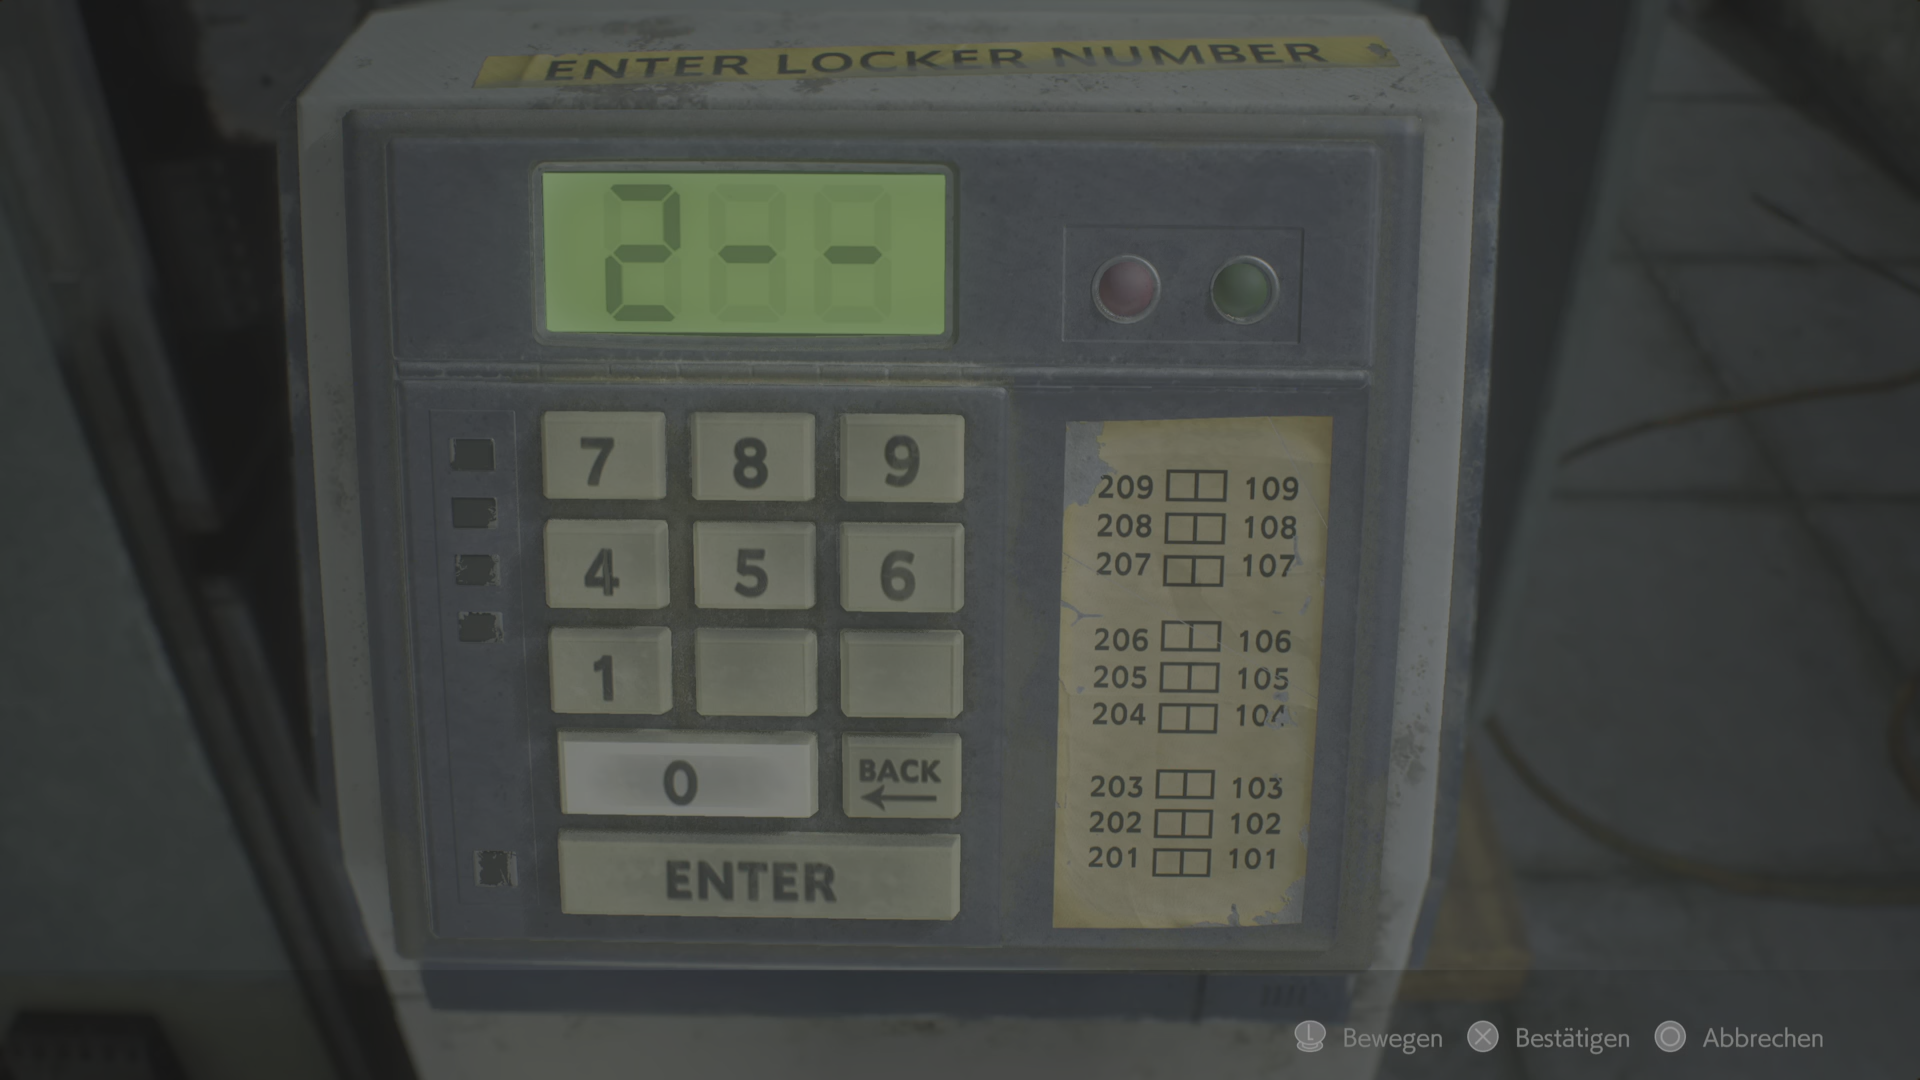 ENTER LOCKER NUMBER
2--
7 8 9
4 5 6
1
0 BACK
ENTER
209 109
208 108
207 107
206 106
205 105
204 104
203 103
202 102
201 101
L Bewegen Bestätigen Abbrechen